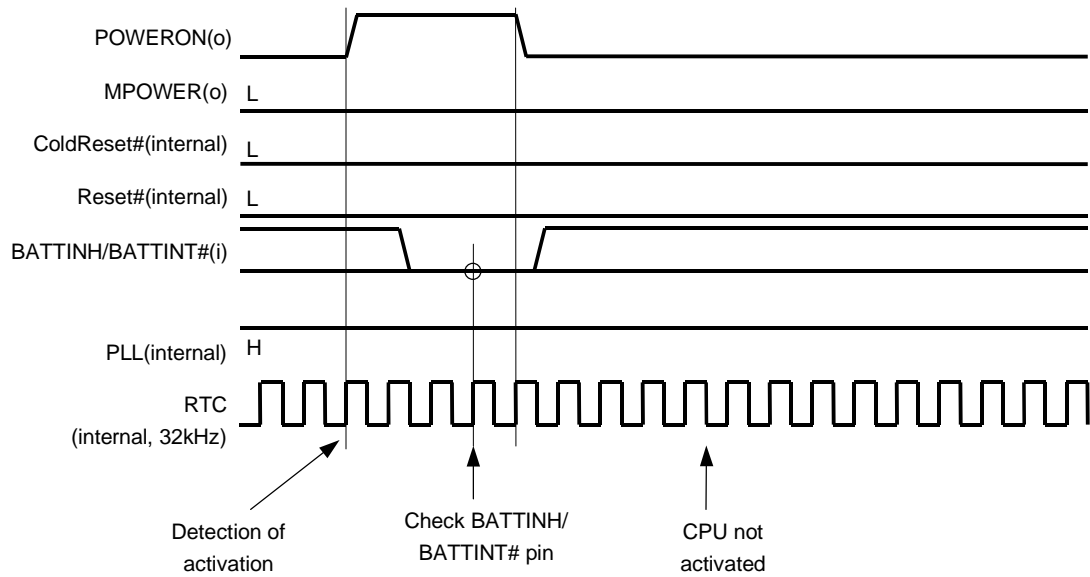 POWERON(o)
MPOWER(o)
L
ColdReset#(internal)
L
Reset#(internal)
L
BATTINH/BATTINT#(i)
PLL(internal)
H
RTC
(internal, 32kHz)
Detection of
activation
Check BATTINH/
BATTINT# pin
CPU not
activated